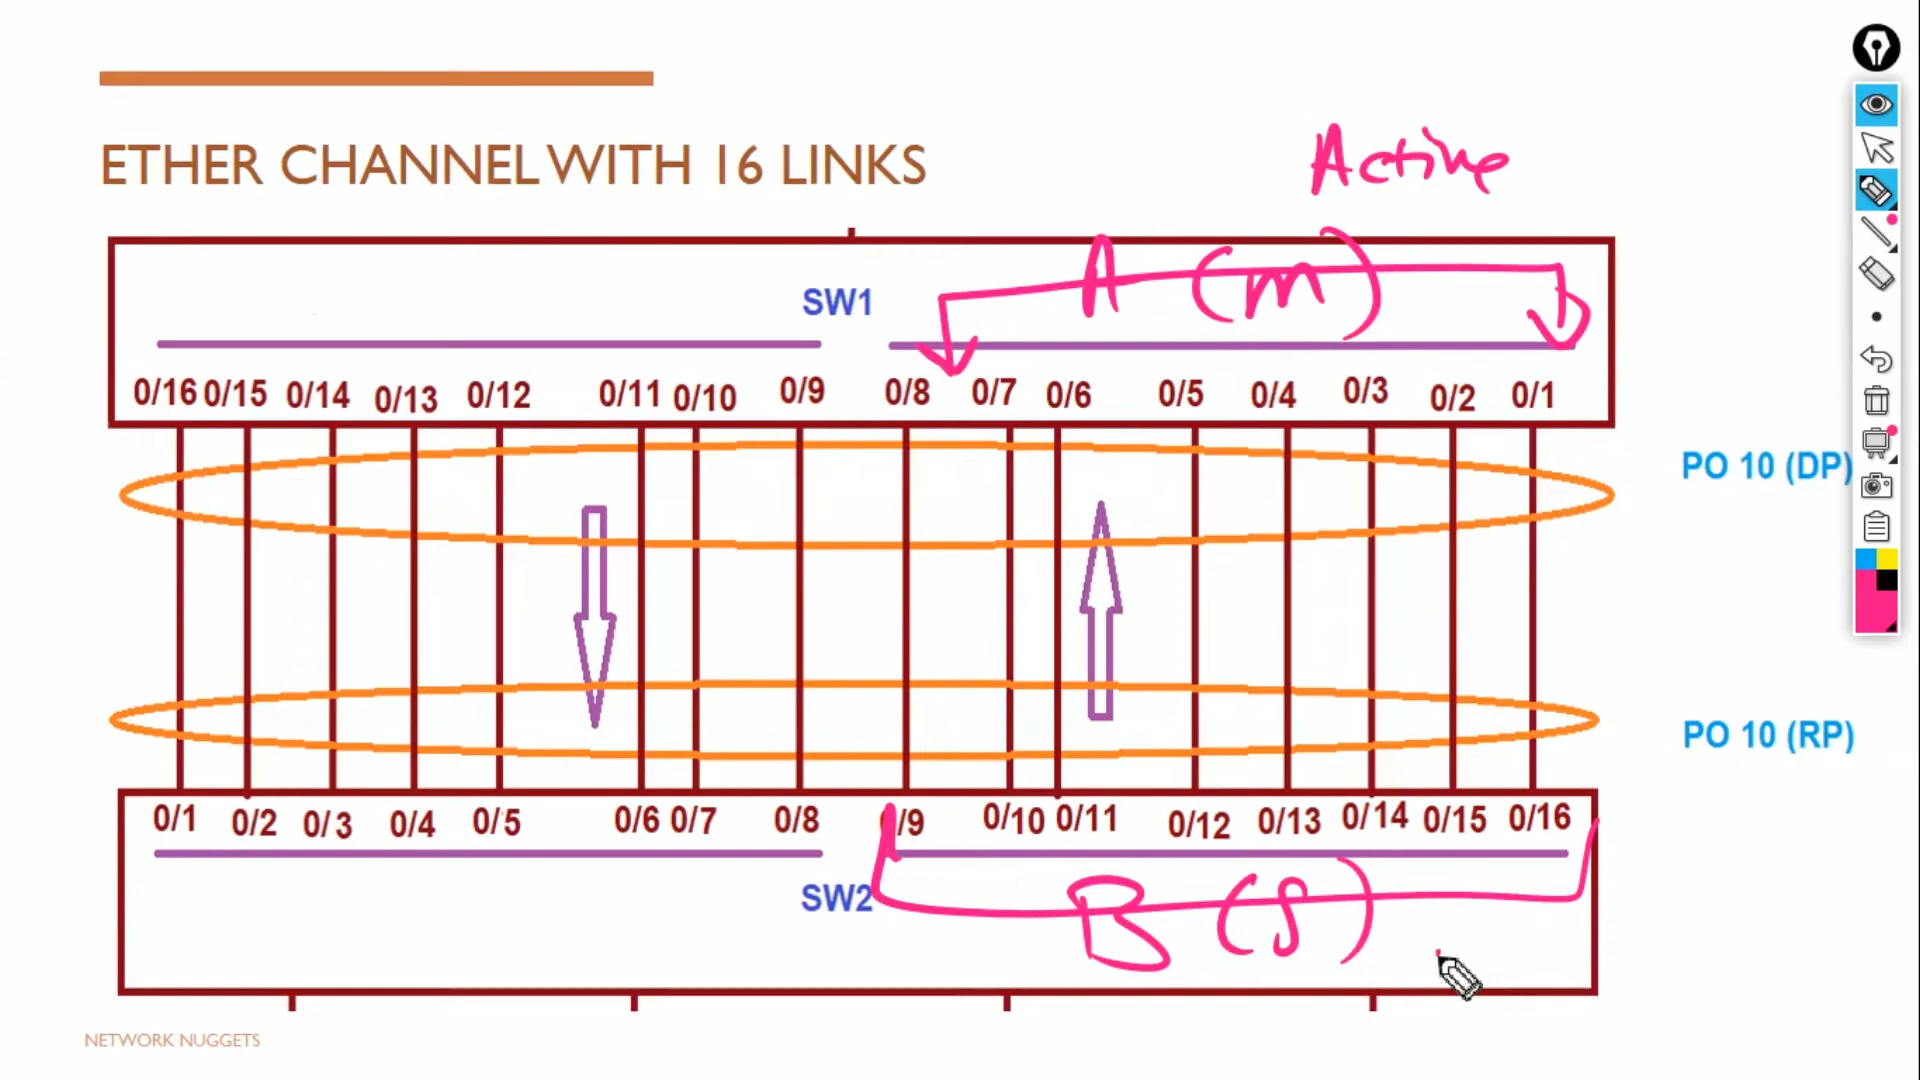 ETHER CHANNEL WITH 16 LINKS
Active
A (m)
SW1
0/16 0/15 0/14 0/13 0/12 0/11 0/10 0/9 0/8 0/7 0/6 0/5 0/4 0/3 0/2 0/1
PO 10 (DP)
PO 10 (RP)
0/1 0/2 0/3 0/4 0/5 0/6 0/7 0/8 0/9 0/10 0/11 0/12 0/13 0/14 0/15 0/16
SW2
B (S)
NETWORK NUGGETS